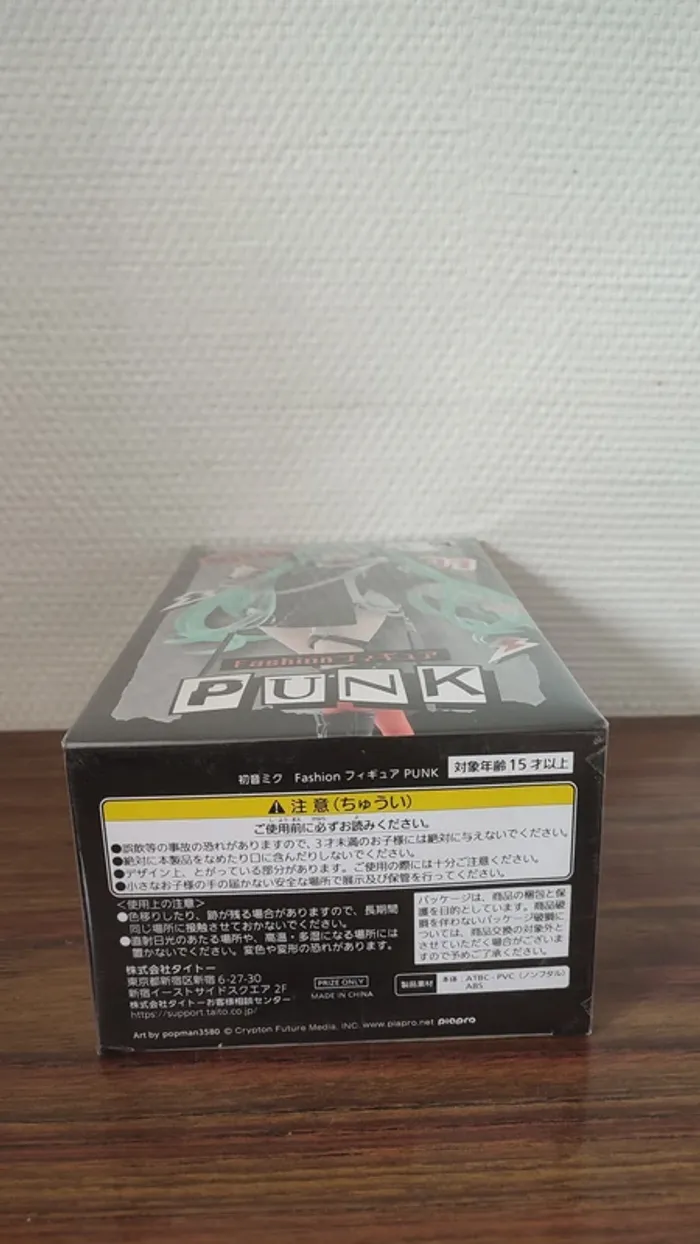 Fashionフィギュア
PUNK
初音ミク Fashion フィギュア PUNK
対象年齢15才以上
注意(ちゅうい)
ご使用前に必ずお読みください。
●誤飲等の事故の恐れがありますので、3才未満のお子様には絶対に与えないでください。
●絶対に本製品をなめたり口に含んだりしないでください。
●デザイン上、とがっている部分があります。ご使用の際には十分ご注意ください。
●小さなお子様の手の届かない安全な場所で展示及び保管を行ってください。
<使用上の注意>
●色移りしたり、跡が残る場合がありますので、長期間
同じ場所に接触させておかないでください。
●直射日光のあたる場所や、高温・多湿になる場所には
置かないでください。変色や変形の恐れがあります。
パッケージは、商品の梱包と保
護を目的としています。商品破
損を伴わないパッケージ破損に
ついては、商品交換の対象外と
させていただく場合がございま
すので予めご了承ください。
株式会社タイトー
東京都新宿区新宿 6-27-30
新宿イーストサイドスクエア 2F
株式会社タイトーお客様相談センター
https://support.taito.co.jp/
PRIZE ONLY
MADE IN CHINA
製品素材
本体:ATBC-PVC(ノンフタル)
ABS
Art by popman3580 © Crypton Future Media, INC. www.piapro.net piapro